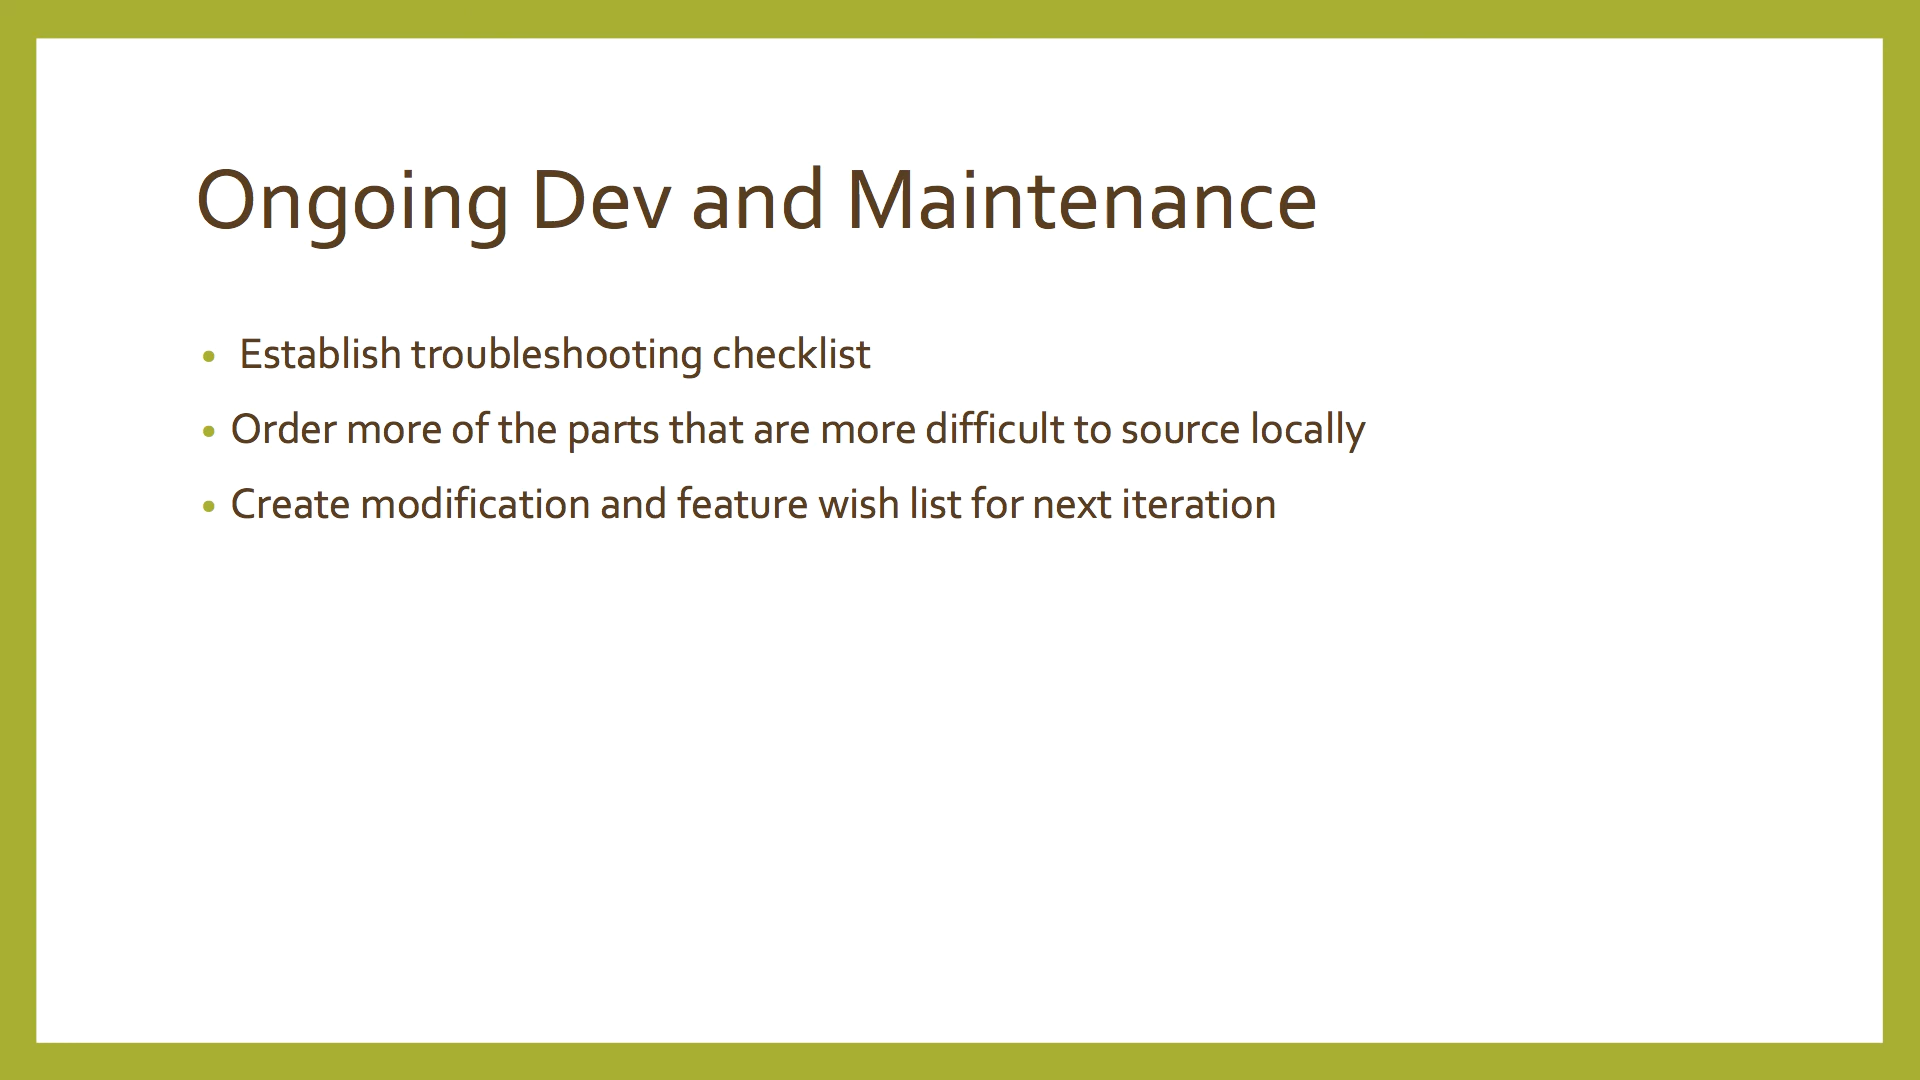 Ongoing Dev and Maintenance
• Establish troubleshooting checklist
• Order more of the parts that are more difficult to source locally
• Create modification and feature wish list for next iteration